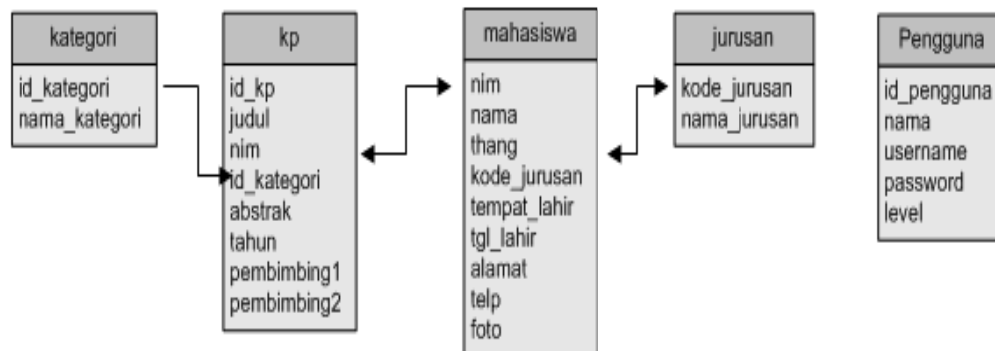 kategori
id_kategori
nama_kategori
kp
id_kp
judul
nim
id_kategori
abstrak
tahun
pembimbing1
pembimbing2
mahasiswa
nim
nama
thang
kode_jurusan
tempat_lahir
tgl_lahir
alamat
telp
foto
jurusan
kode_jurusan
nama_jurusan
Pengguna
id_pengguna
nama
username
password
level